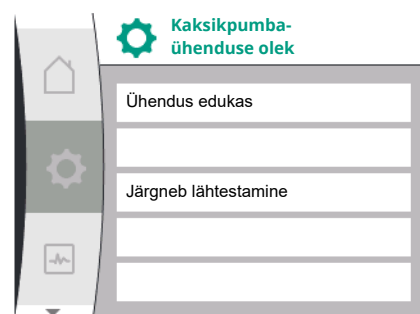 Kaksikpumba-
ühenduse olek
Ühendus edukas
Järgneb lähtestamine